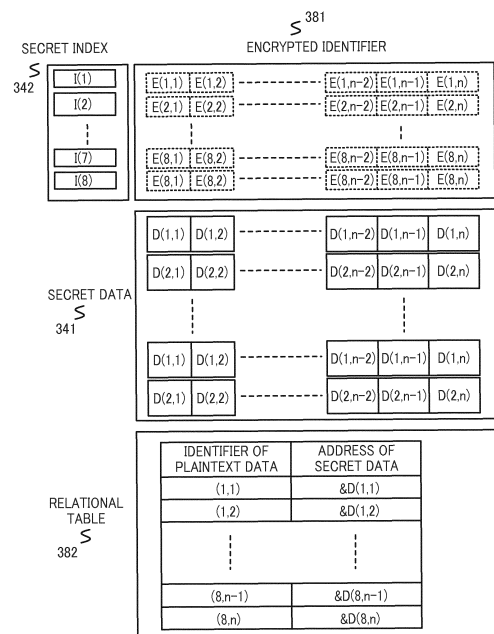 381
SECRET INDEX
ENCRYPTED IDENTIFIER
342
I(1)
E(1,1) E(1,2) E(1,n-2) E(1,n-1) E(1,n)
I(2)
E(2,1) E(2,2) E(2,n-2) E(2,n-1) E(2,n)
I(7)
E(8,1) E(8,2) E(8,n-2) E(8,n-1) E(8,n)
I(8)
E(8,1) E(8,2) E(8,n-2) E(8,n-1) E(8,n)
D(1,1) D(1,2) D(1,n-2) D(1,n-1) D(1,n)
D(2,1) D(2,2) D(2,n-2) D(2,n-1) D(2,n)
SECRET DATA
341
D(1,1) D(1,2) D(1,n-2) D(1,n-1) D(1,n)
D(2,1) D(2,2) D(2,n-2) D(2,n-1) D(2,n)
IDENTIFIER OF
PLAINTEXT DATA
ADDRESS OF
SECRET DATA
(1,1) &D(1,1)
(1,2) &D(1,2)
RELATIONAL
TABLE
382
(8,n-1) &D(8,n-1)
(8,n) &D(8,n)